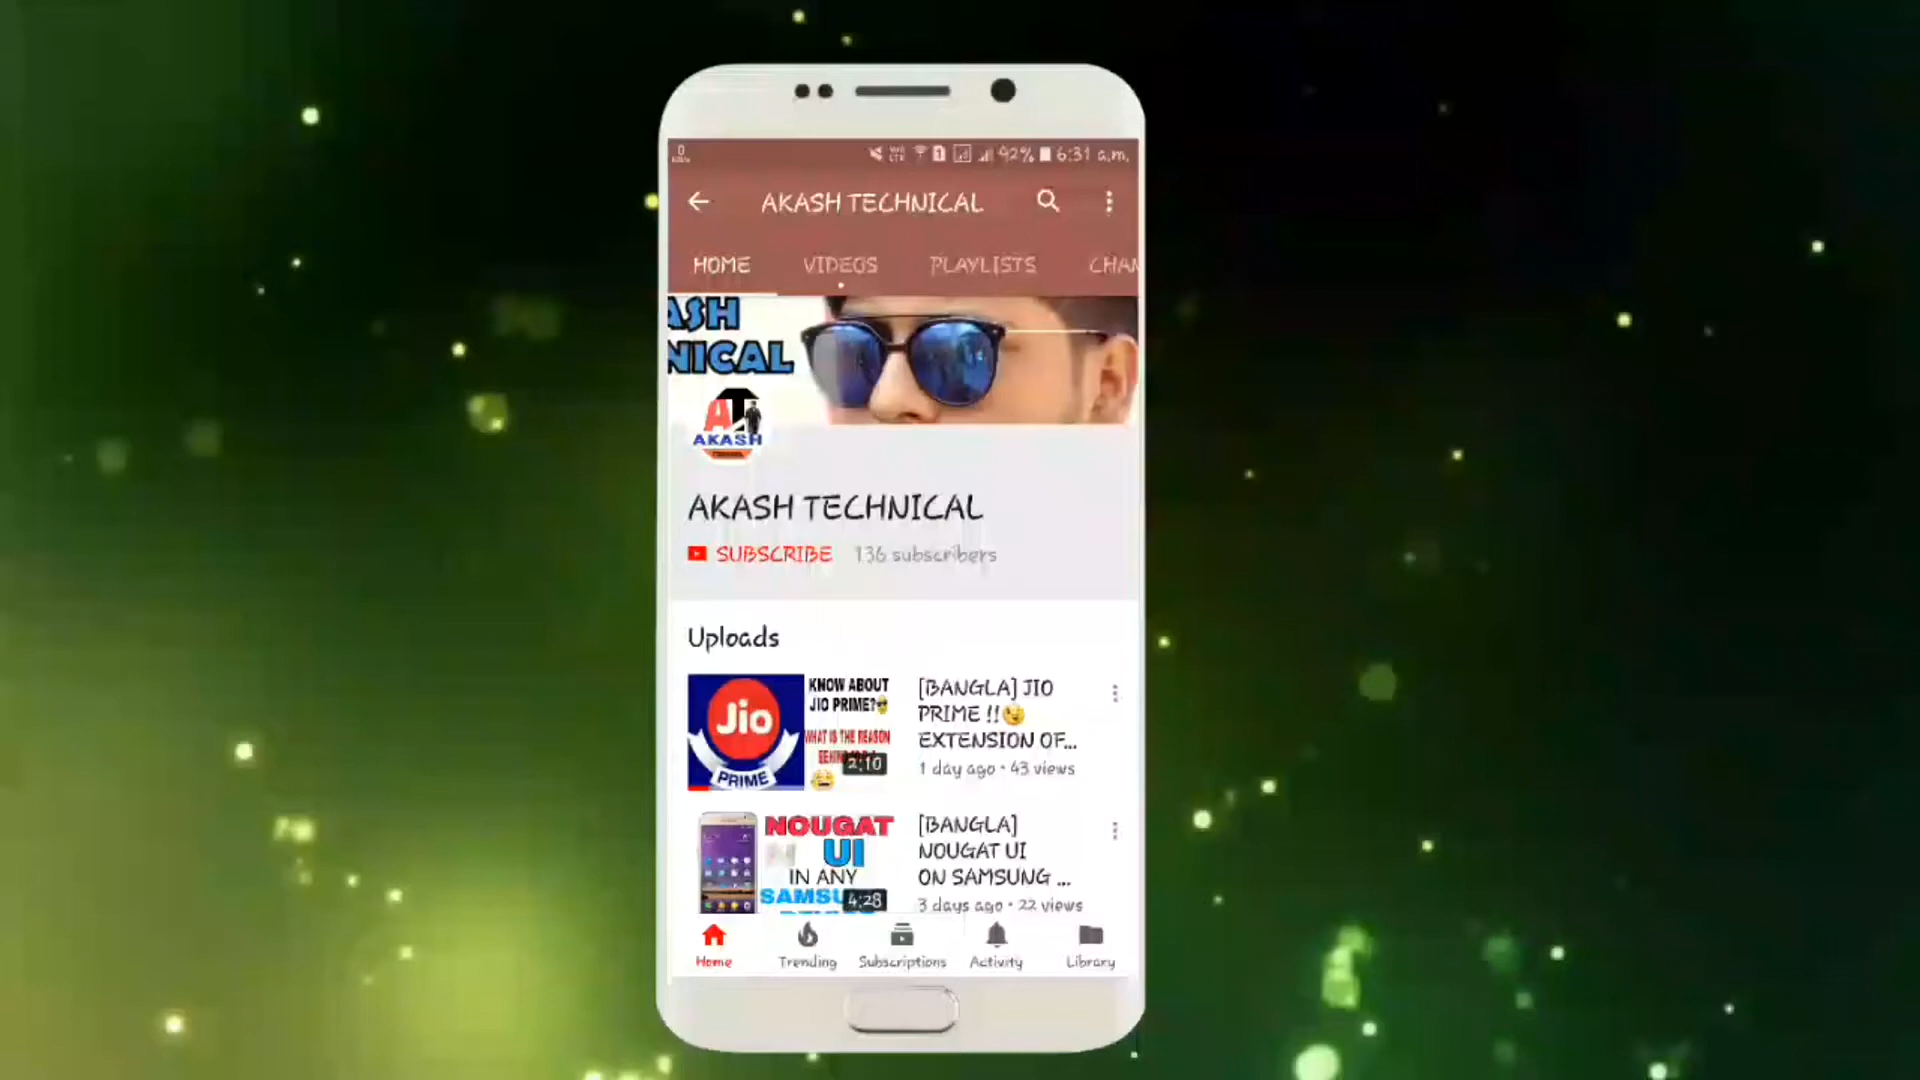 0
92% 6:31 a.m.
AKASH TECHNICAL
HOME VIDEOS PLAYLISTS CHAN
ASH
NICAL
AT
AKASH
AKASH TECHNICAL
SUBSCRIBE 136 subscribers
Uploads
KNOW ABOUT
JIO PRIME?
WHAT IS THE REASON
Jio
PRIME
2:10
[BANGLA] JIO
PRIME !!😉
EXTENSION OF...
1 day ago • 43 views
NOUGAT
UI
IN ANY
SAMSU
4:28
[BANGLA]
NOUGAT UI
ON SAMSUNG ...
3 days ago • 22 views
Home Trending Subscriptions Activity Library